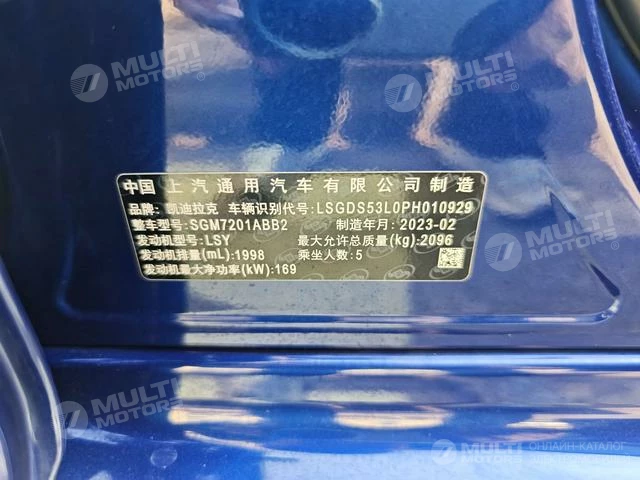 MULTI MOTORS®
MULTI MOTORS®
中国 上汽通用汽车有限公司制造
品牌: 凯迪拉克 车辆识别代号: LSGDS53L0PH010929
整车型号: SGM7201ABB2 制造年月: 2023-02
发动机型号: LSY 最大允许总质量(kg): 2096
发动机排量(mL): 1998 乘坐人数: 5
发动机最大净功率(kW): 169
MULTI MOTORS®
MULTI MOTORS®
ОНЛАЙН-КАТАЛОГ